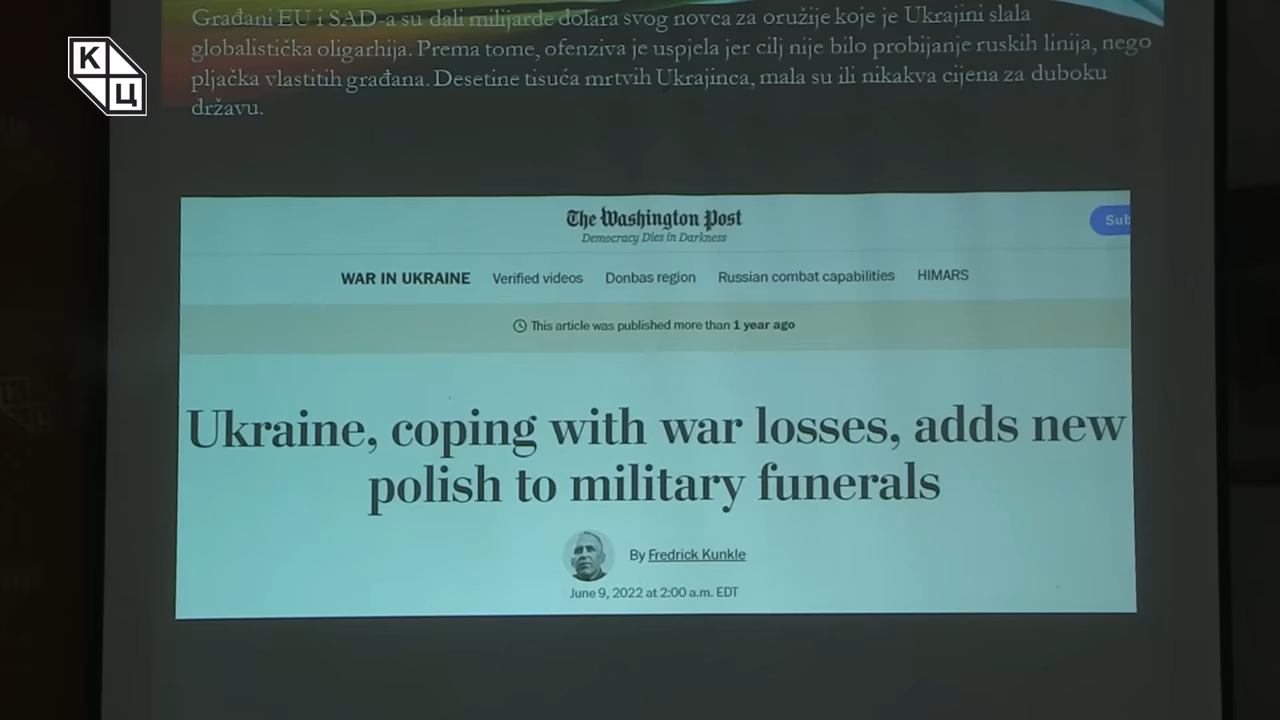 Građani EU i SAD-a su dali milijarde dolara svog novca za oružije koje je Ukrajini slala
globalistička oligarhija. Prema tome, ofenziva je uspjela jer cilj nije bilo probijanje ruskih linija, nego
pljačka vlastitih građana. Desetine tisuća mrtvih Ukrajinca, mala su ili nikakva cijena za duboku
državu.
К
Ц
The Washington Post
Democracy Dies in Darkness
Sub
WAR IN UKRAINE Verified videos Donbas region Russian combat capabilities HIMARS
This article was published more than 1 year ago
Ukraine, coping with war losses, adds new
polish to military funerals
By Fredrick Kunkle
June 9, 2022 at 2:00 a.m. EDT